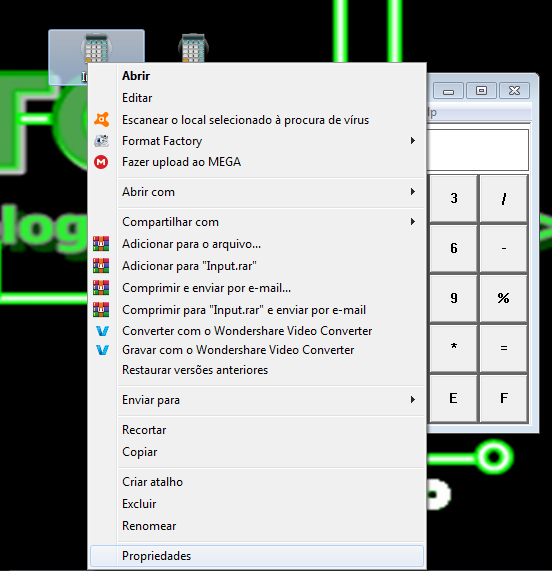 Abrir
Editar
Escanear o local selecionado à procura de vírus
Format Factory
Fazer upload ao MEGA
Abrir com
Compartilhar com
Adicionar para o arquivo...
Adicionar para "Input.rar"
Comprimir e enviar por e-mail...
Comprimir para "Input.rar" e enviar por e-mail
Converter com o Wondershare Video Converter
Gravar com o Wondershare Video Converter
Restaurar versões anteriores
Enviar para
Recortar
Copiar
Criar atalho
Excluir
Renomear
Propriedades
lp
3 /
6 -
9 %
* =
E F
log